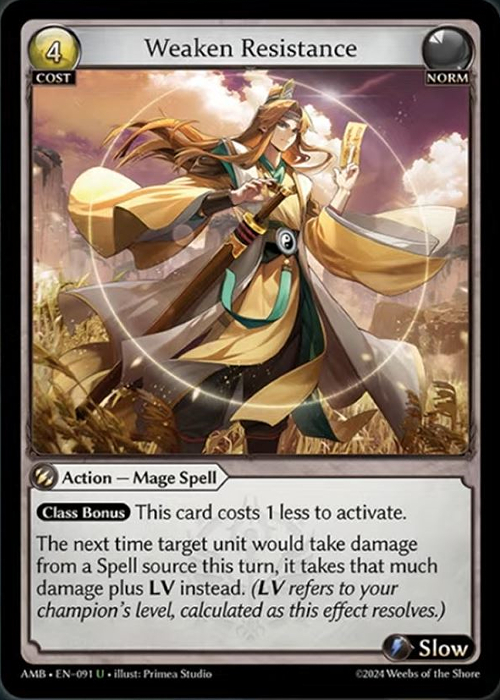 4
Weaken Resistance
COST
NORM
Action — Mage Spell
Class Bonus This card costs 1 less to activate.
The next time target unit would take damage
from a Spell source this turn, it takes that much
damage plus LV instead. (LV refers to your
champion's level, calculated as this effect resolves.)
Slow
AMB • EN-091 U • illust: Primea Studio
©2024 Weebs of the Shore